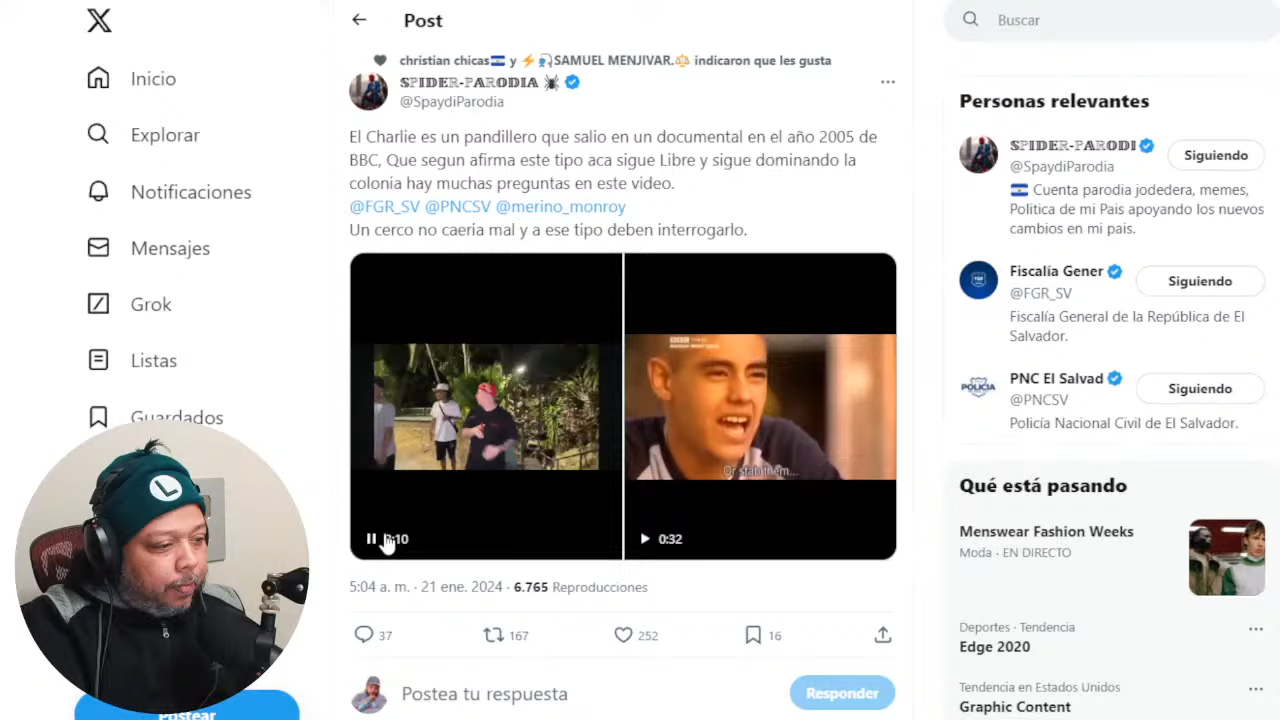 Inicio
Explorar
Notificaciones
Mensajes
Grok
Listas
Guardados
Postear
Post
christian chicas🇸🇻 y ⚡🎣SAMUEL MENJIVAR.⚖️ indicaron que les gusta
𝕊ℙ𝕀𝔻𝔼ℝ-ℙ𝔸ℝ𝕆𝔻𝕀𝔸 🕷
@SpaydiParodia
El Charlie es un pandillero que salio en un documental en el año 2005 de
BBC, Que segun afirma este tipo aca sigue Libre y sigue dominando la
colonia hay muchas preguntas en este video.
@FGR_SV @PNCSV @merino_monroy
Un cerco no caeria mal y a ese tipo deben interrogarlo.
BBC
Or stab them...
0:32
5:04 a. m. · 21 ene. 2024 · 6.765 Reproducciones
37
167
252
16
Postea tu respuesta
Responder
Buscar
Personas relevantes
𝕊ℙ𝕀𝔻𝔼ℝ-ℙ𝔸ℝ𝕆𝔻𝕀
@SpaydiParodia
Siguiendo
🇸🇻 Cuenta parodia jodedera, memes,
Politica de mi Pais apoyando los nuevos
cambios en mi pais.
Fiscalía Gener
@FGR_SV
Siguiendo
Fiscalía General de la República de El
Salvador.
POLICIA
PNC El Salvad
@PNCSV
Siguiendo
Policía Nacional Civil de El Salvador.
Qué está pasando
Menswear Fashion Weeks
Moda · EN DIRECTO
Deportes · Tendencia
Edge 2020
Tendencia en Estados Unidos
Graphic Content
L